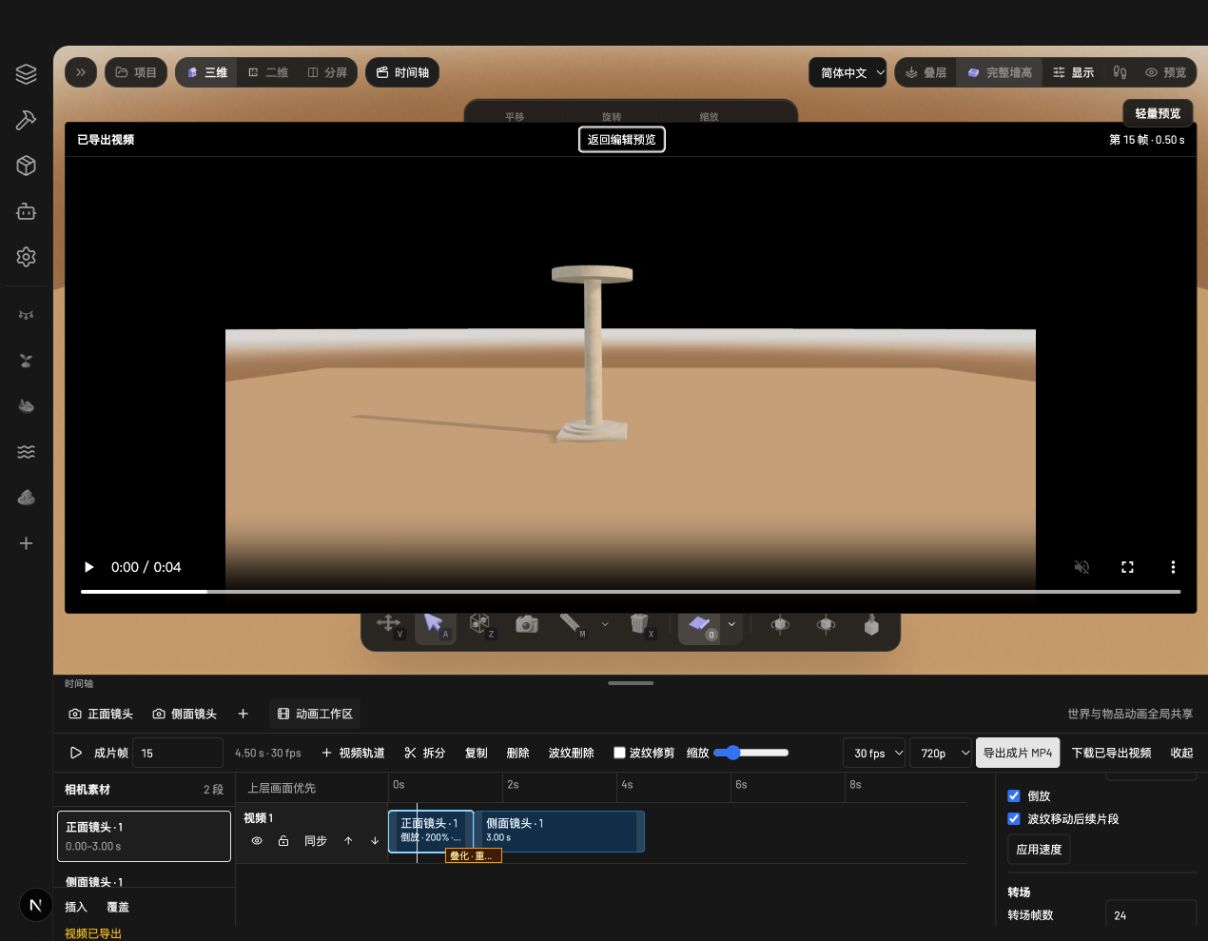 项目
三维
二维
分屏
时间轴
简体中文
叠层
完整墙高
显示
预览
平移
旋转
缩放
轻量预览
已导出视频
返回编辑预览
第 15 帧 · 0.50 s
0:00 / 0:04
V
A
Z
M
X
0
时间轴
正面镜头
侧面镜头
+
动画工作区
世界与物品动画全局共享
成片帧
15
4.50 s · 30 fps
+ 视频轨道
拆分
复制
删除
波纹删除
波纹修剪
缩放
30 fps
720p
导出成片 MP4
下载已导出视频
收起
相机素材
2 段
上层画面优先
0s
2s
4s
6s
8s
正面镜头 · 1
0.00–3.00 s
侧面镜头 · 1
插入
覆盖
视频已导出
视频 1
同步
正面镜头 · 1
倒放 · 200% ·...
侧面镜头 · 1
3.00 s
叠化 · 重...
倒放
波纹移动后续片段
应用速度
转场
转场帧数
24
N